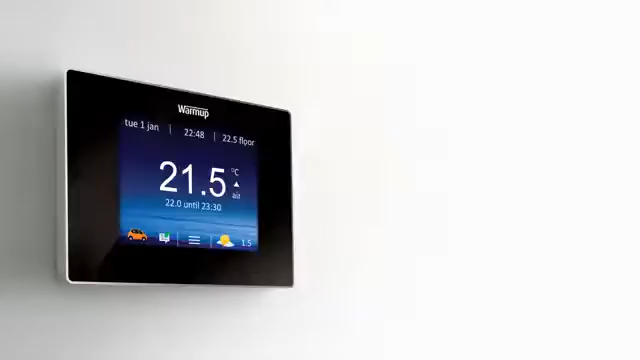 Warmup
tue 1 jan | 22:48 | 22.5 floor
21.5 °C
air
22.0 until 23:30
1.5